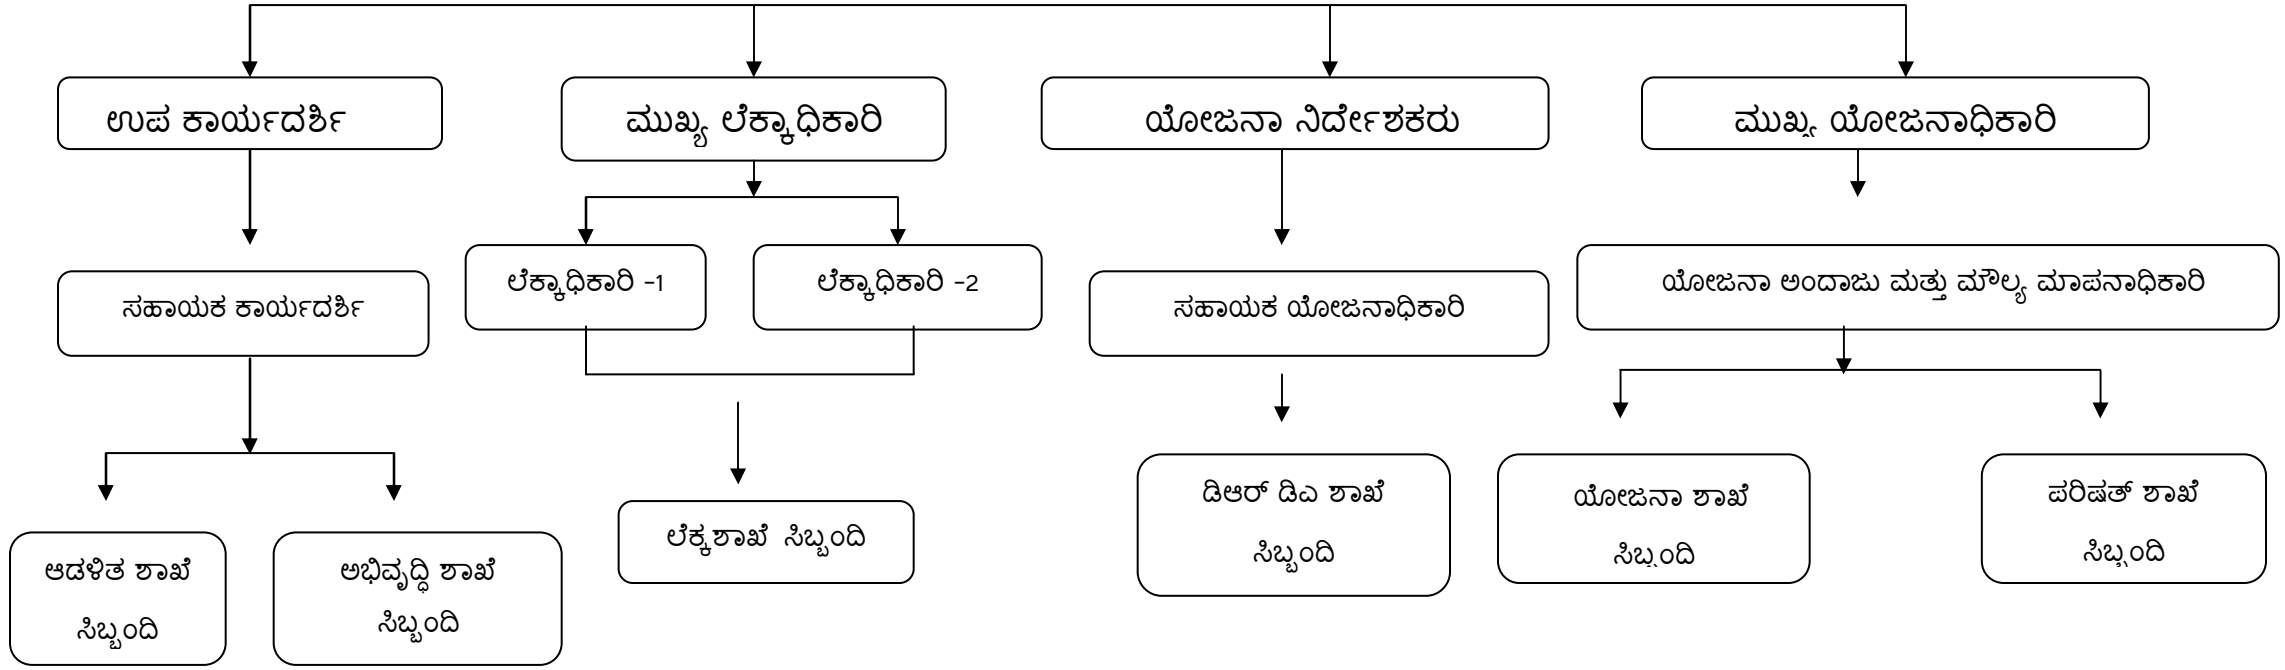 ಉಪ ಕಾರ್ಯದರ್ಶಿ
ಮುಖ್ಯ ಲೆಕ್ಕಾಧಿಕಾರಿ
ಯೋಜನಾ ನಿರ್ದೇಶಕರು
ಮುಖ್ಯ ಯೋಜನಾಧಿಕಾರಿ
ಸಹಾಯಕ ಕಾರ್ಯದರ್ಶಿ
ಲೆಕ್ಕಾಧಿಕಾರಿ -1
ಲೆಕ್ಕಾಧಿಕಾರಿ -2
ಸಹಾಯಕ ಯೋಜನಾಧಿಕಾರಿ
ಯೋಜನಾ ಅಂದಾಜು ಮತ್ತು ಮೌಲ್ಯ ಮಾಪನಾಧಿಕಾರಿ
ಆಡಳಿತ ಶಾಖೆ
ಸಿಬ್ಬಂದಿ
ಅಭಿವೃದ್ಧಿ ಶಾಖೆ
ಸಿಬ್ಬಂದಿ
ಲೆಕ್ಕಶಾಖೆ ಸಿಬ್ಬಂದಿ
ಡಿಆರ್ ಡಿಎ ಶಾಖೆ
ಸಿಬ್ಬಂದಿ
ಯೋಜನಾ ಶಾಖೆ
ಸಿಬ್ಬಂದಿ
ಪರಿಷತ್ ಶಾಖೆ
ಸಿಬ್ಬಂದಿ